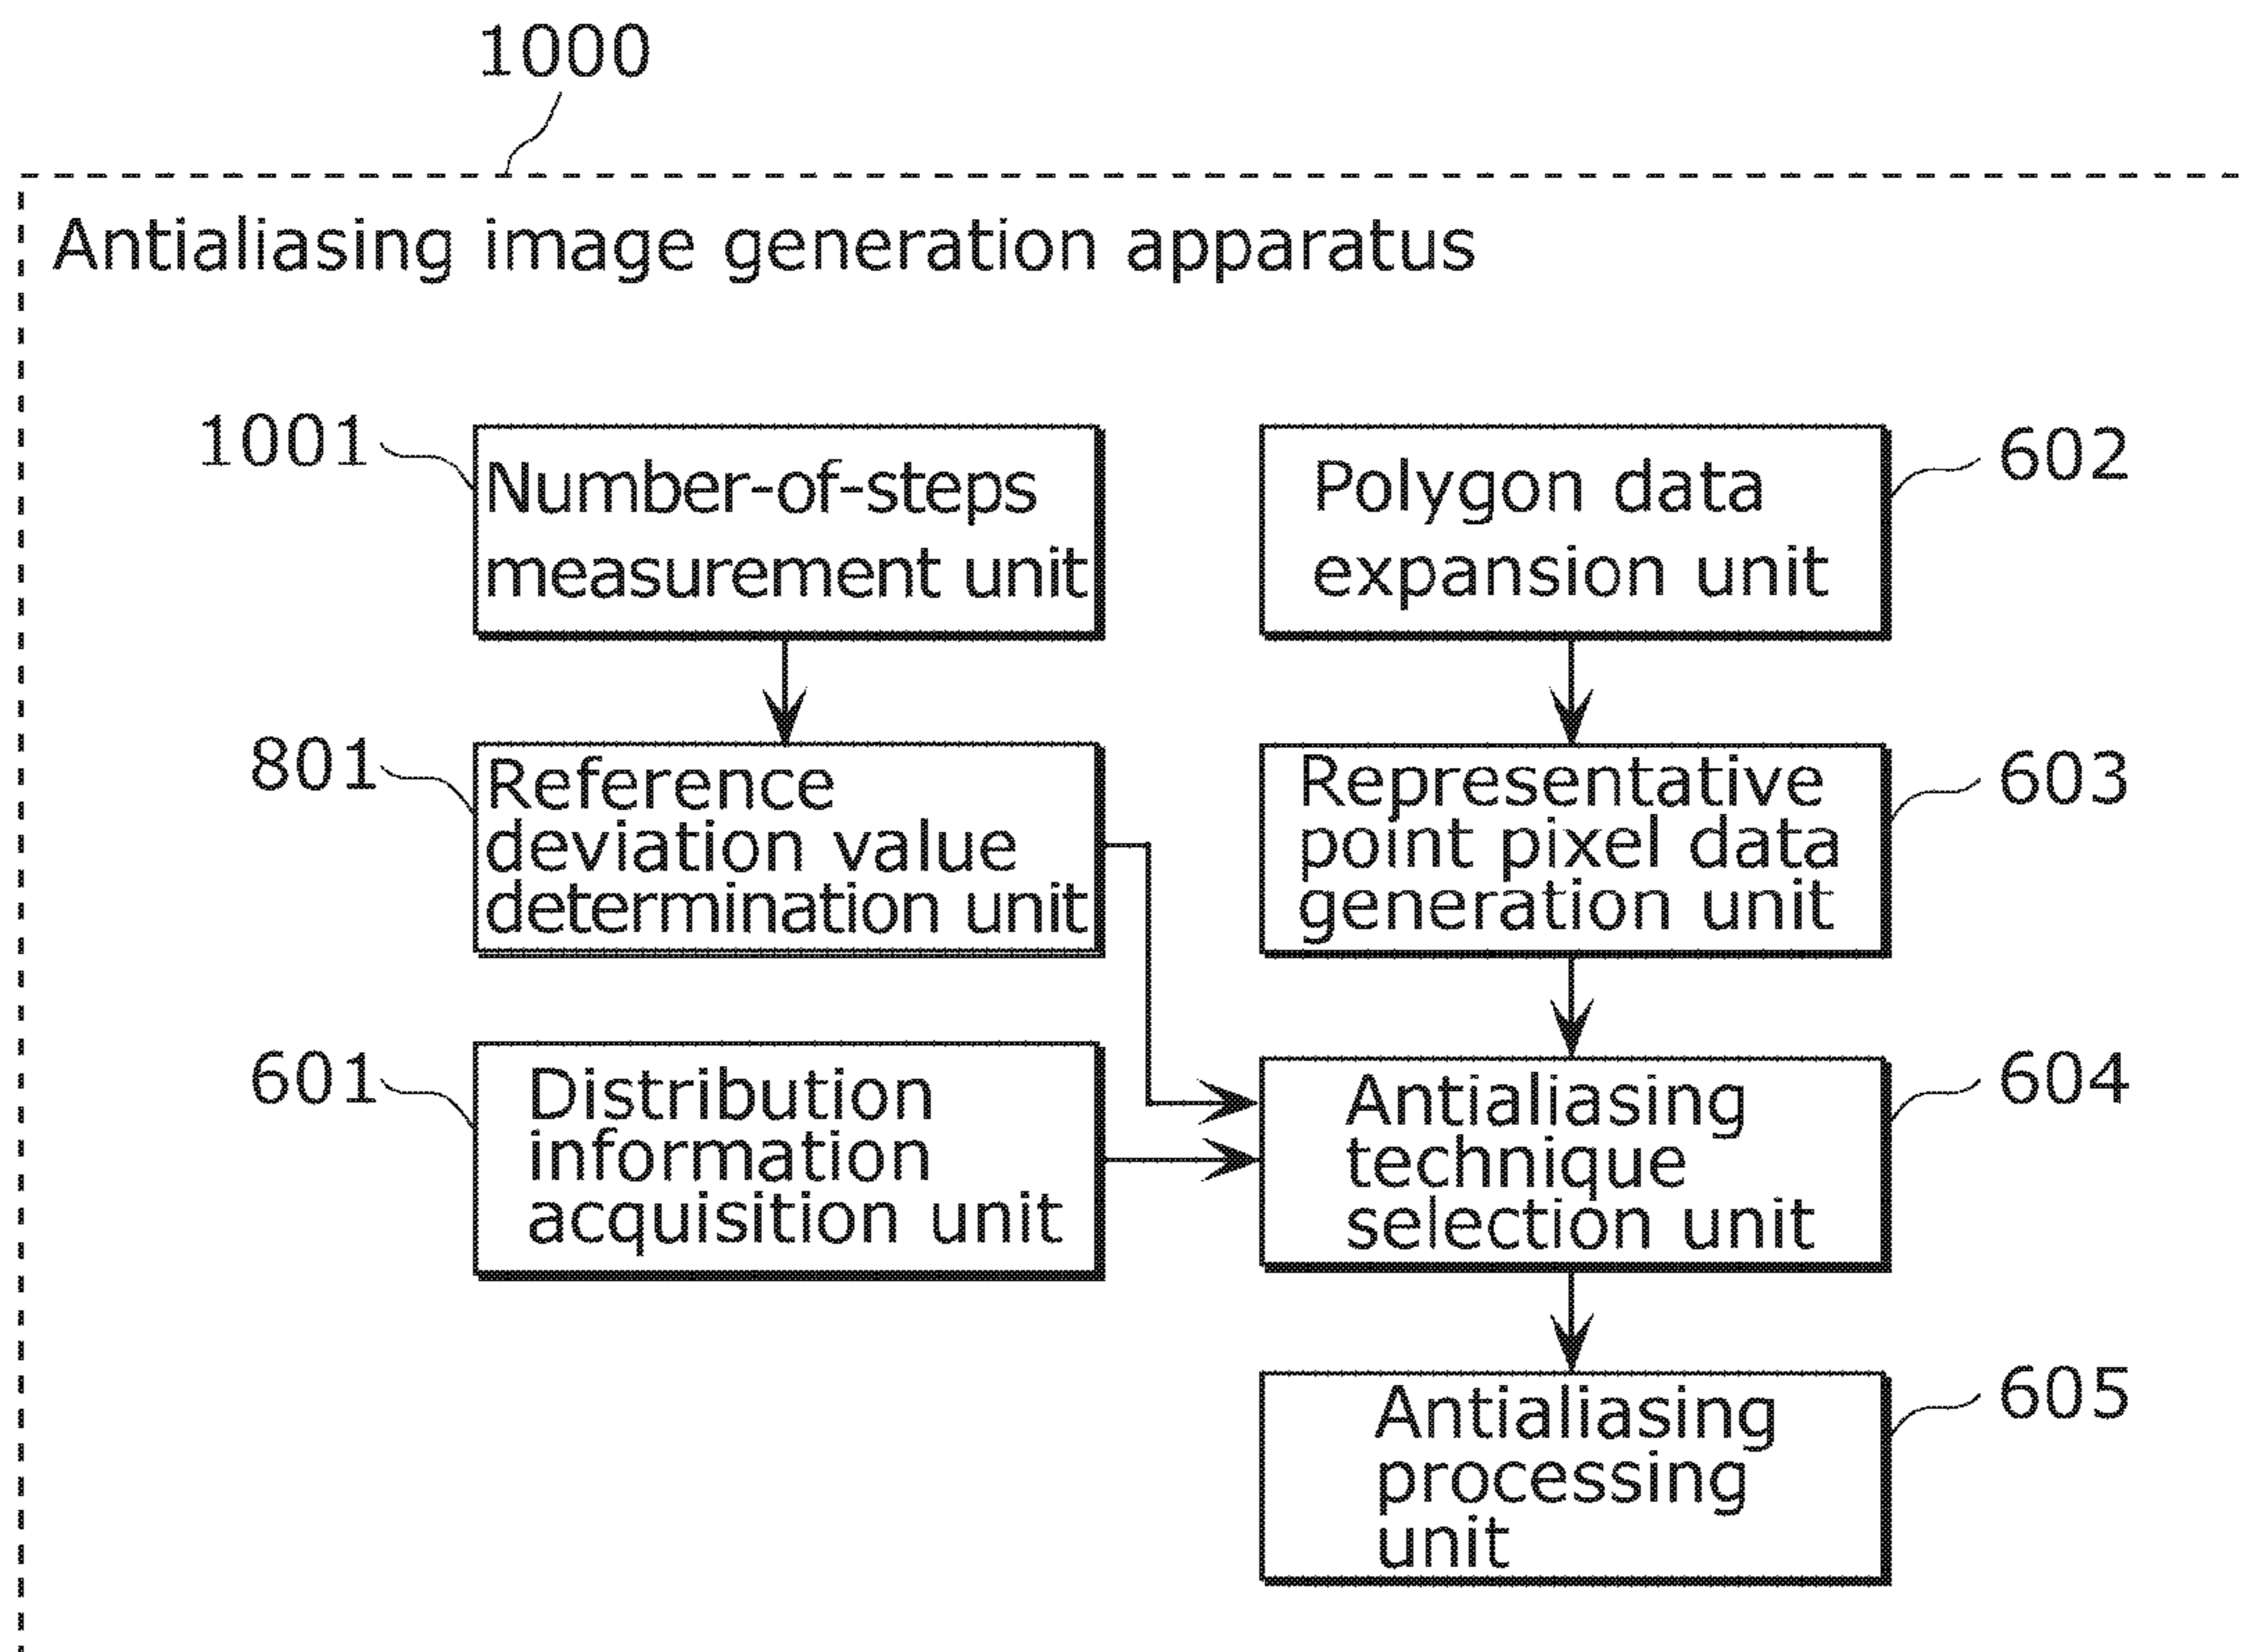 1000
Antialiasing image generation apparatus
1001
Number-of-steps
measurement unit
Polygon data
expansion unit
602
801
Reference
deviation value
determination unit
Representative
point pixel data
generation unit
603
601
Distribution
information
acquisition unit
Antialiasing
technique
selection unit
604
Antialiasing
processing
unit
605